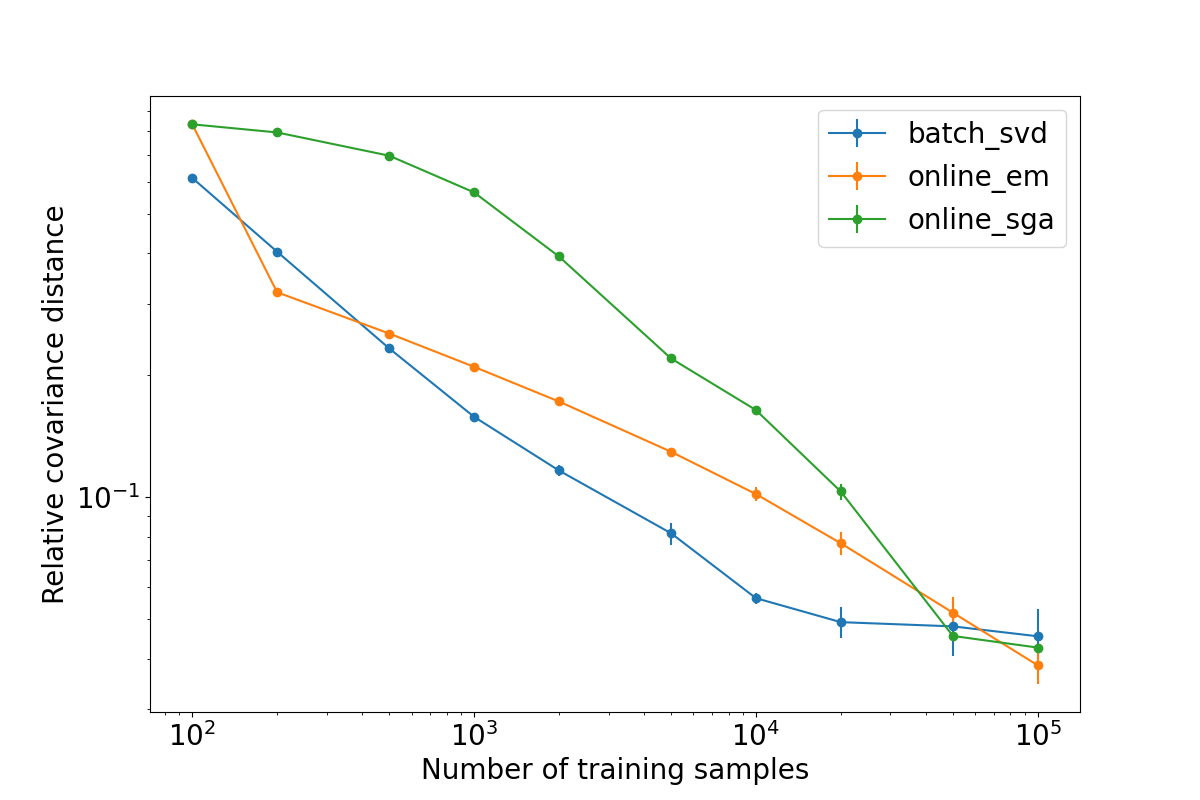 batch_svd
online_em
online_sga
Relative covariance distance
10^{-1}
10^2
10^3
10^4
10^5
Number of training samples